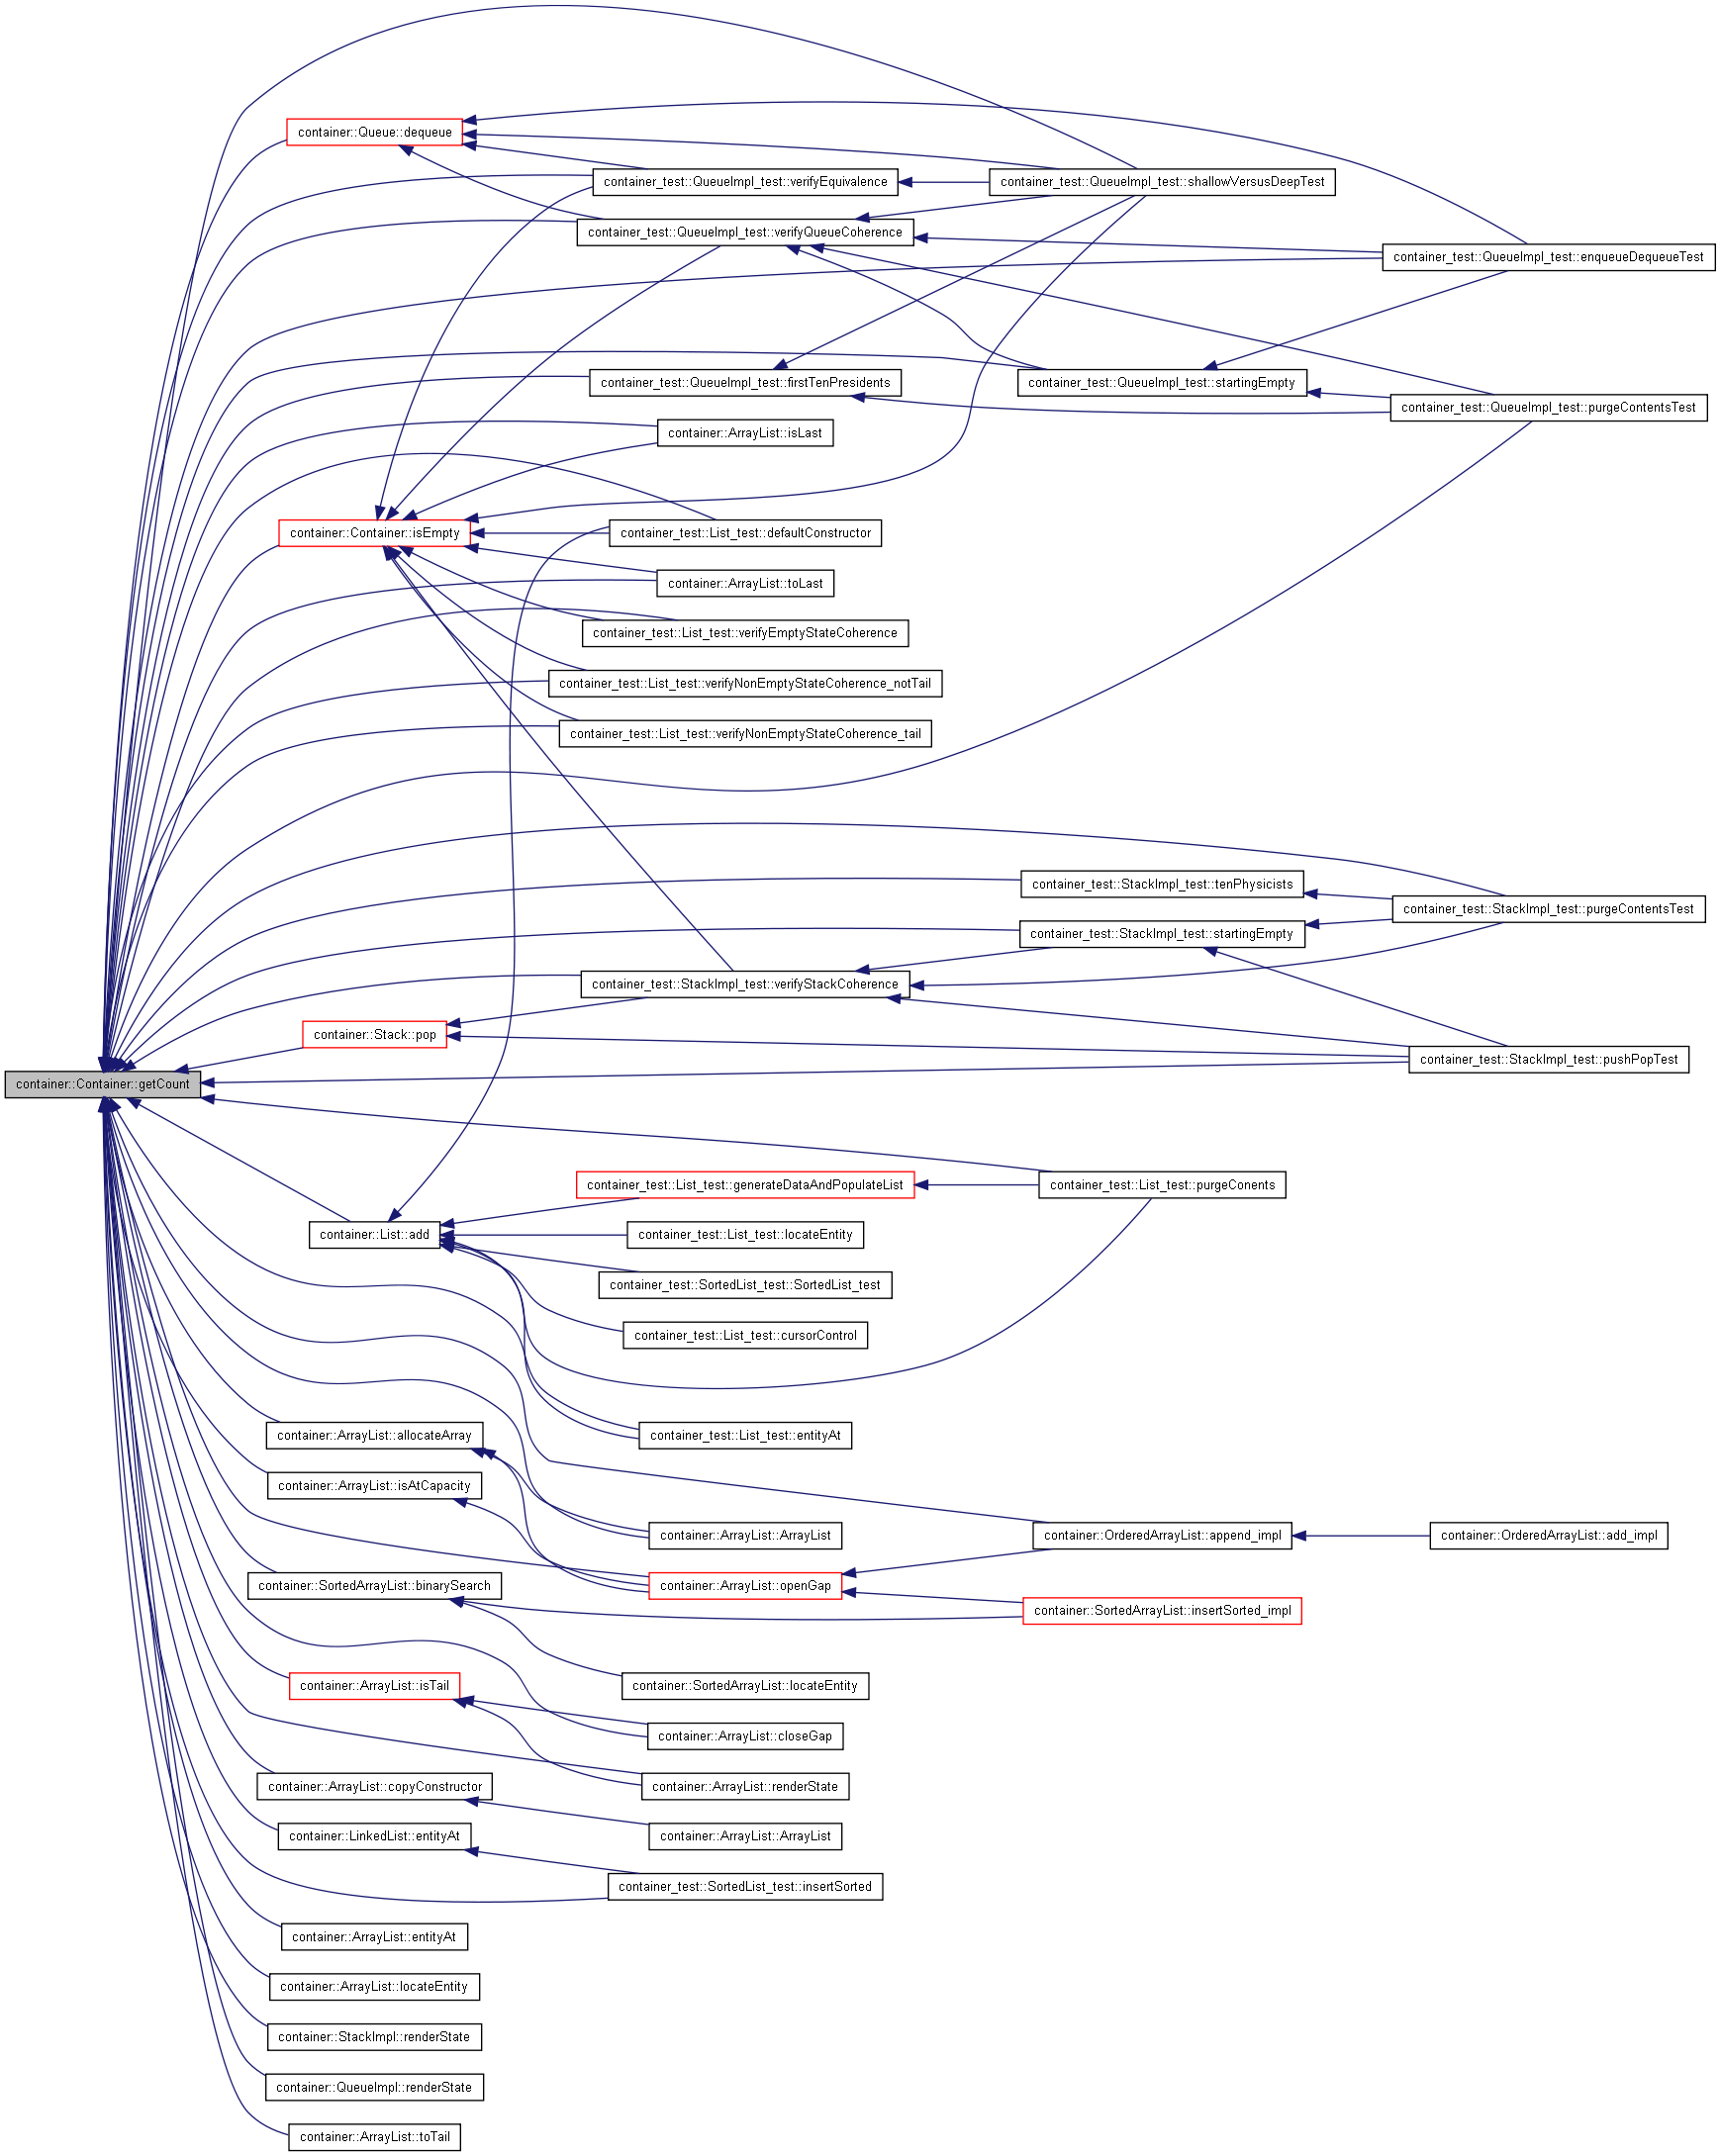 container::Queue::dequeue
container_test::QueueImpl_test::verifyEquivalence
container_test::QueueImpl_test::shallowVersusDeepTest
container_test::QueueImpl_test::verifyQueueCoherence
container_test::QueueImpl_test::enqueueDequeueTest
container_test::QueueImpl_test::firstTenPresidents
container_test::QueueImpl_test::startingEmpty
container_test::QueueImpl_test::purgeContentsTest
container::ArrayList::isLast
container::Container::isEmpty
container_test::List_test::defaultConstructor
container::ArrayList::toLast
container_test::List_test::verifyEmptyStateCoherence
container_test::List_test::verifyNonEmptyStateCoherence_notTail
container_test::List_test::verifyNonEmptyStateCoherence_tail
container_test::StackImpl_test::tenPhysicists
container_test::StackImpl_test::purgeContentsTest
container_test::StackImpl_test::startingEmpty
container_test::StackImpl_test::verifyStackCoherence
container::Stack::pop
container_test::StackImpl_test::pushPopTest
container::Container::getCount
container_test::List_test::generateDataAndPopulateList
container_test::List_test::purgeConents
container::List::add
container_test::List_test::locateEntity
container_test::SortedList_test::SortedList_test
container_test::List_test::cursorControl
container::ArrayList::allocateArray
container_test::List_test::entityAt
container::ArrayList::isAtCapacity
container::ArrayList::ArrayList
container::OrderedArrayList::append_impl
container::OrderedArrayList::add_impl
container::SortedArrayList::binarySearch
container::ArrayList::openGap
container::SortedArrayList::insertSorted_impl
container::ArrayList::isTail
container::SortedArrayList::locateEntity
container::ArrayList::closeGap
container::ArrayList::copyConstructor
container::ArrayList::renderState
container::LinkedList::entityAt
container::ArrayList::ArrayList
container_test::SortedList_test::insertSorted
container::ArrayList::entityAt
container::ArrayList::locateEntity
container::StackImpl::renderState
container::QueueImpl::renderState
container::ArrayList::toTail